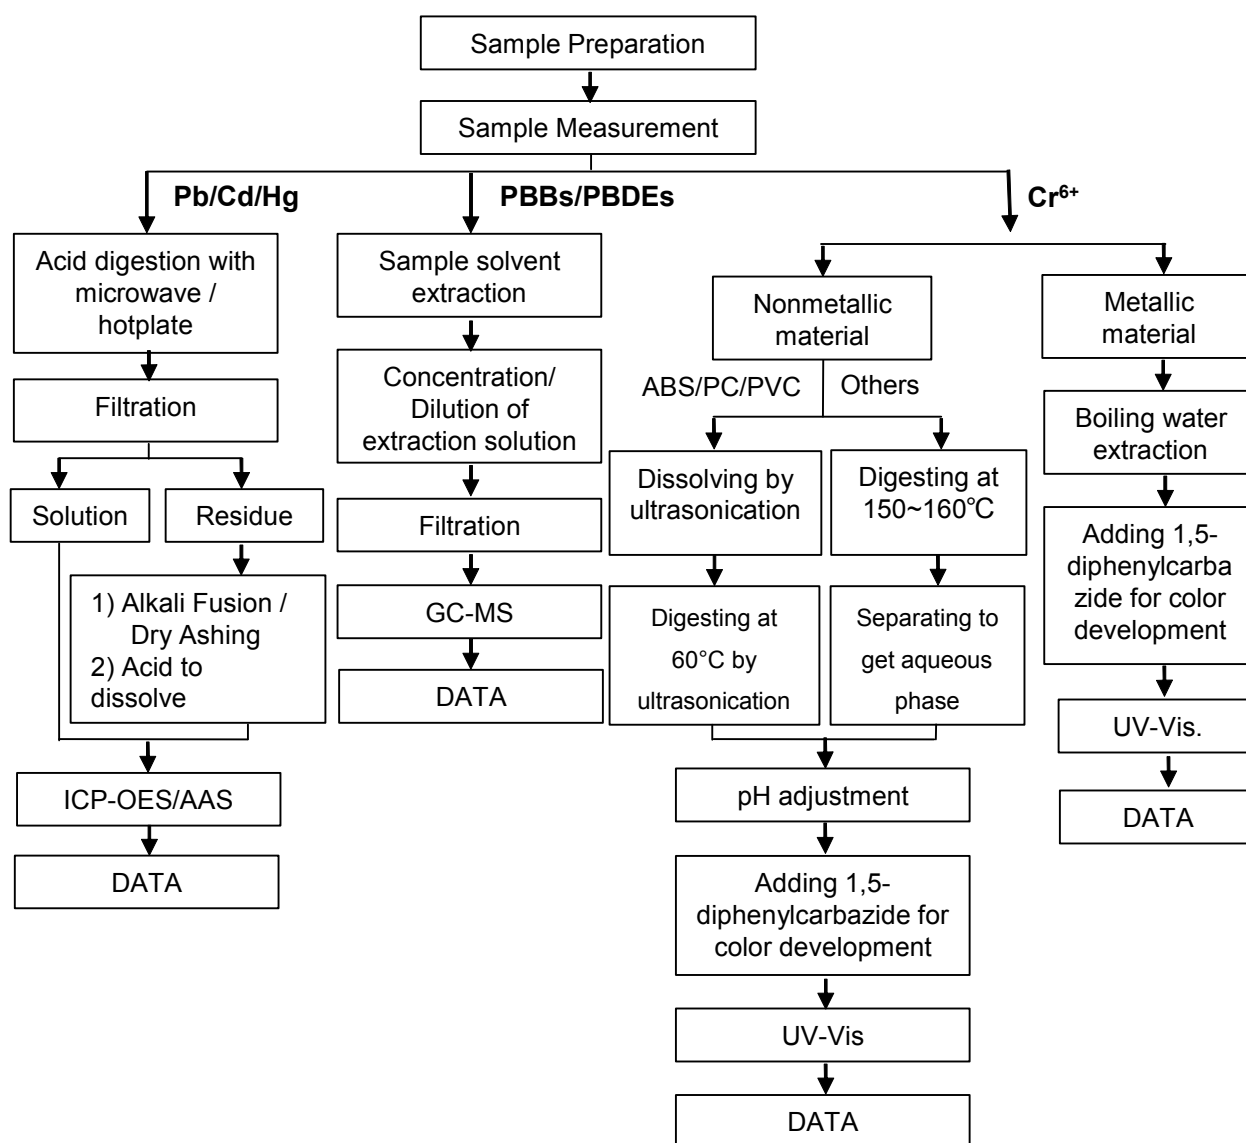 Sample Preparation
Sample Measurement
Pb/Cd/Hg
PBBs/PBDEs
Cr⁶⁺
Acid digestion with
microwave /
hotplate
Filtration
Solution
Residue
1) Alkali Fusion /
Dry Ashing
2) Acid to
dissolve
ICP-OES/AAS
DATA
Sample solvent
extraction
Concentration/
Dilution of
extraction solution
Filtration
GC-MS
DATA
Nonmetallic
material
ABS/PC/PVC
Others
Dissolving by
ultrasonication
Digesting at
60°C by
ultrasonication
Digesting at
150~160℃
Separating to
get aqueous
phase
pH adjustment
Adding 1,5-
diphenylcarbazide for
color development
UV-Vis
DATA
Metallic
material
Boiling water
extraction
Adding 1,5-
diphenylcarba
zide for color
development
UV-Vis.
DATA